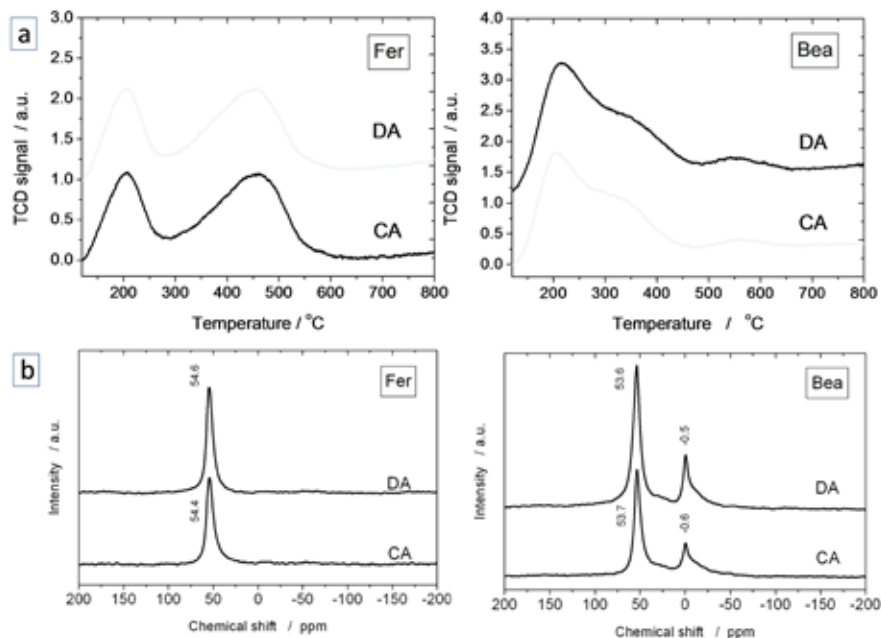 a
3.0
2.5
2.0
1.5
1.0
0.5
0.0
TCD signal / a.u.
Fer
DA
CA
200 300 400 500 600 700 800
Temperature / °C
4.0
3.5
3.0
2.5
2.0
1.5
1.0
0.5
0.0
TCD signal / a.u.
Bea
DA
CA
200 300 400 500 600 700 800
Temperature / °C
b
Intensity / a.u.
54.6
Fer
DA
54.4
CA
200 150 100 50 0 -50 -100 -150 -200
Chemical shift / ppm
Intensity / a.u.
53.6
Bea
-0.5
DA
53.7
-0.6
CA
200 150 100 50 0 -50 -100 -150 -200
Chemical shift / ppm